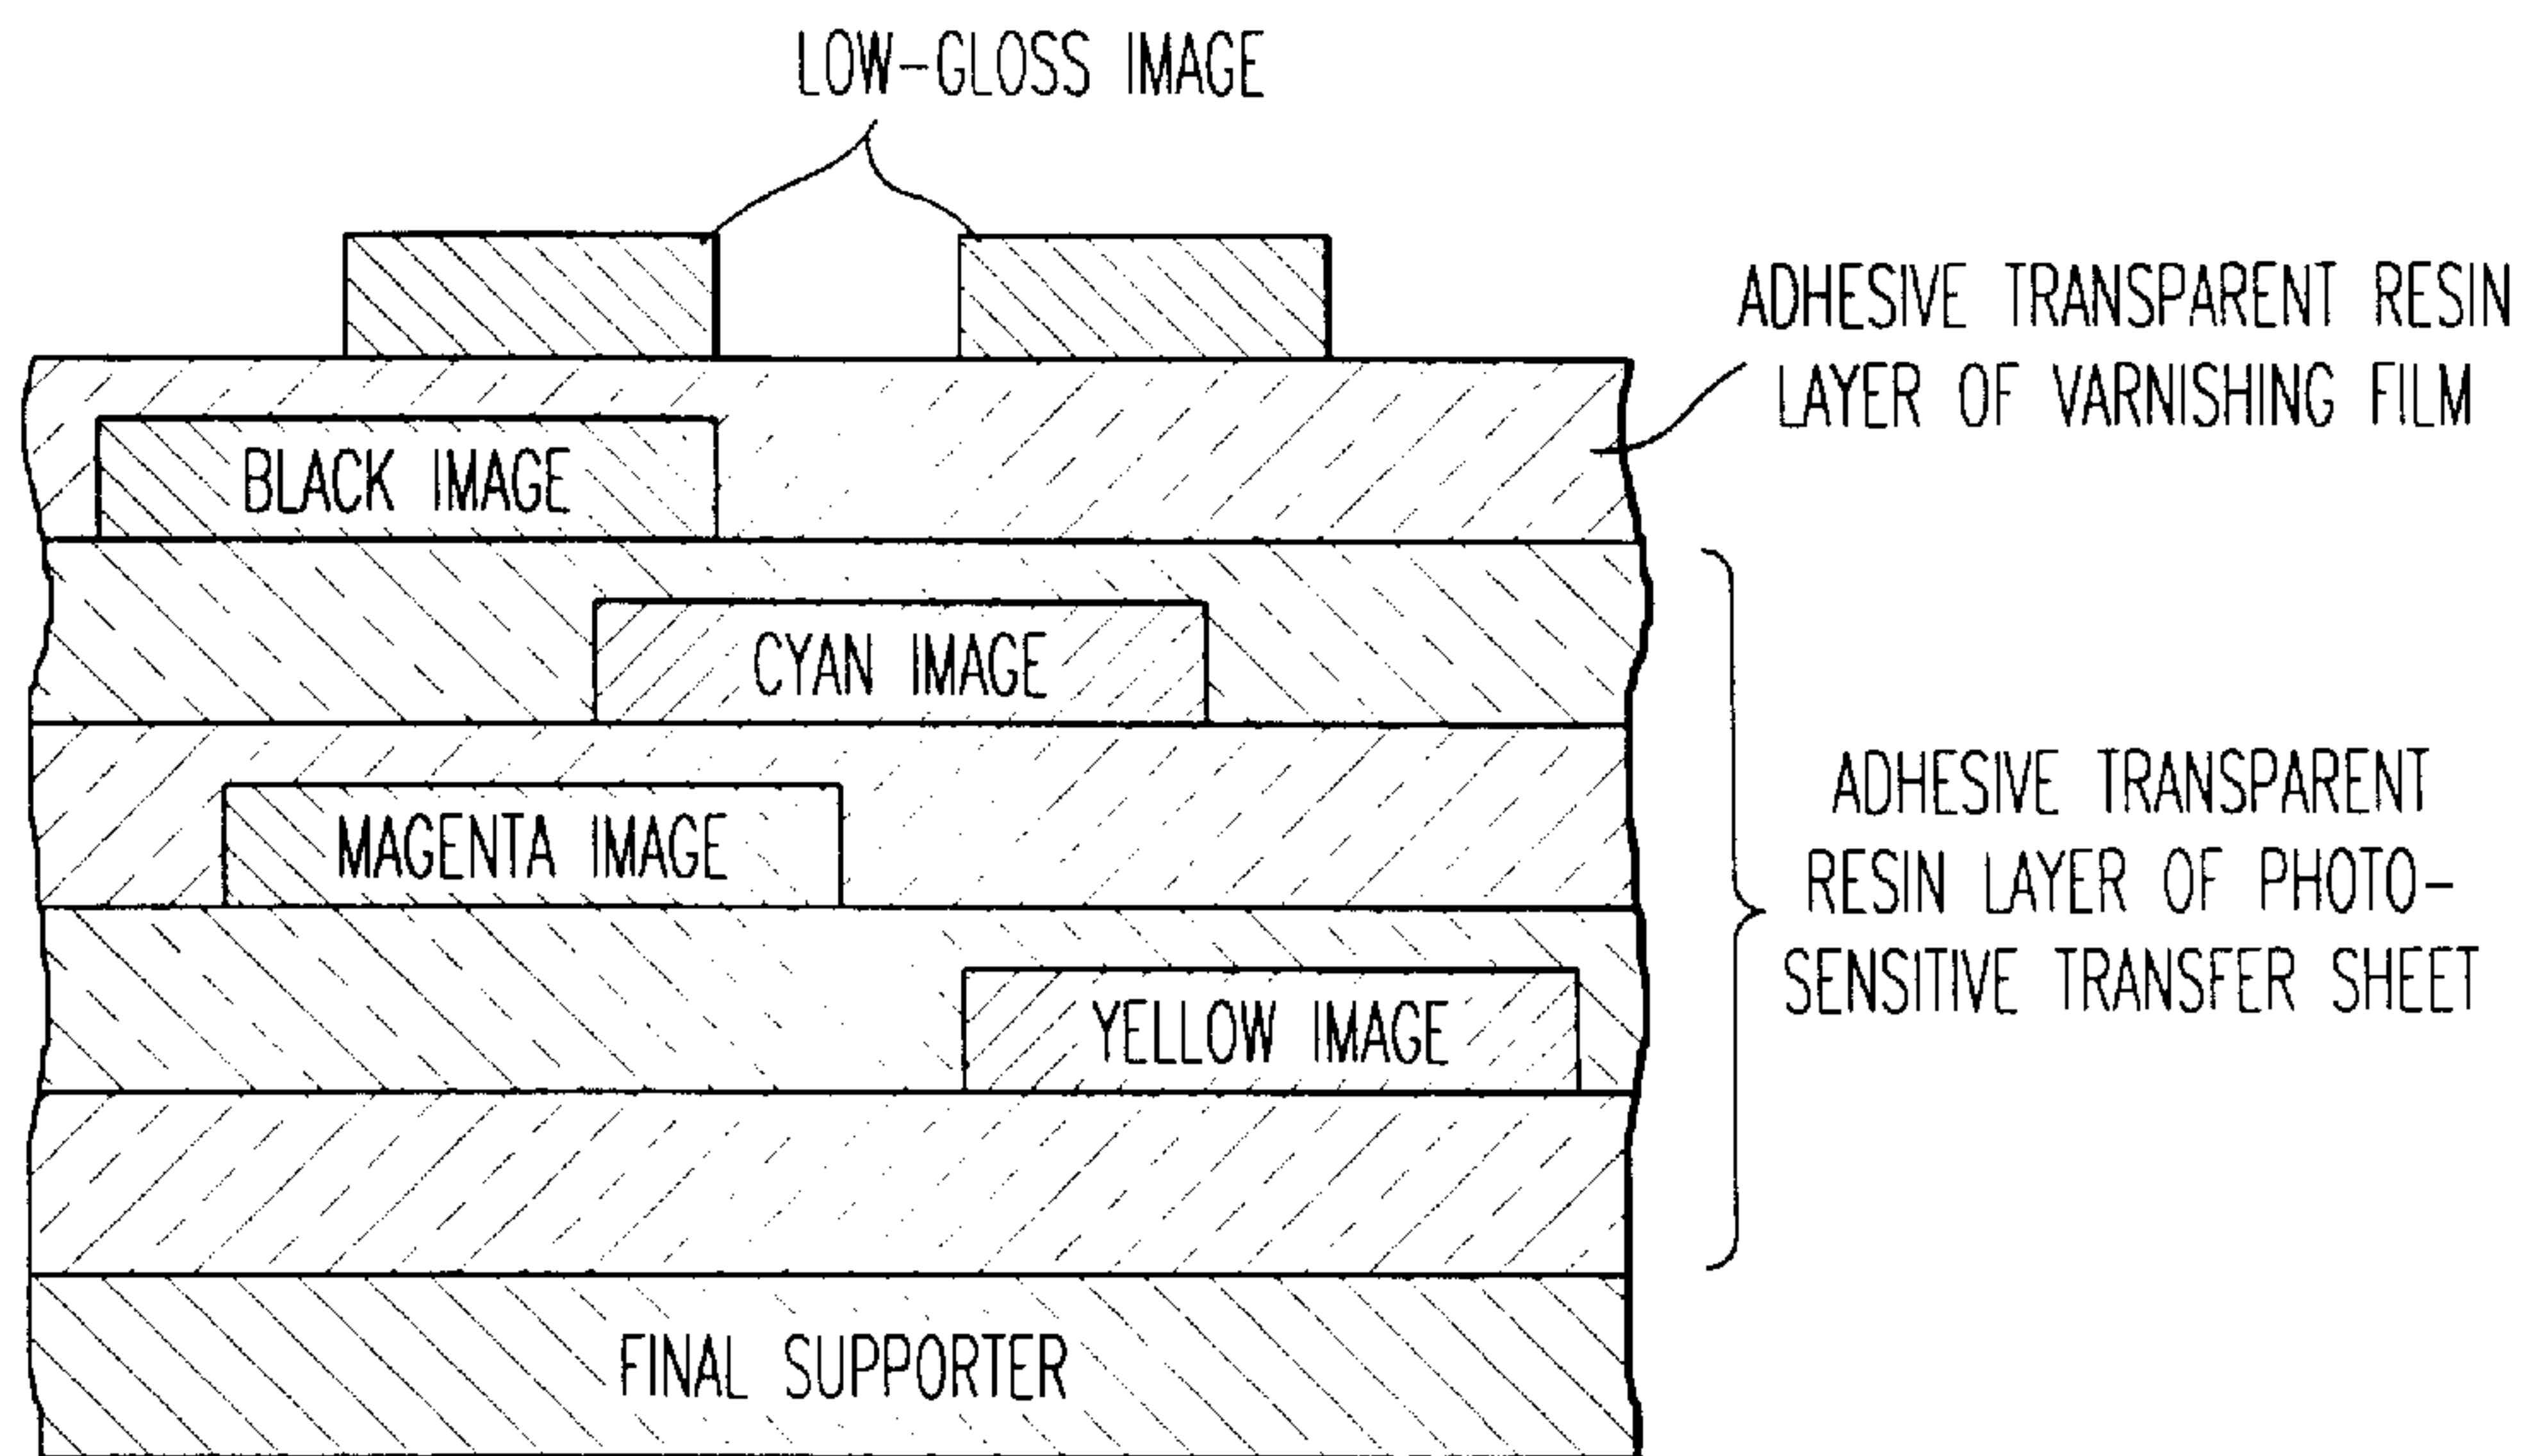 LOW-GLOSS IMAGE
ADHESIVE TRANSPARENT RESIN
LAYER OF VARNISHING FILM
BLACK IMAGE
CYAN IMAGE
MAGENTA IMAGE
ADHESIVE TRANSPARENT
RESIN LAYER OF PHOTO-
SENSITIVE TRANSFER SHEET
YELLOW IMAGE
FINAL SUPPORTER